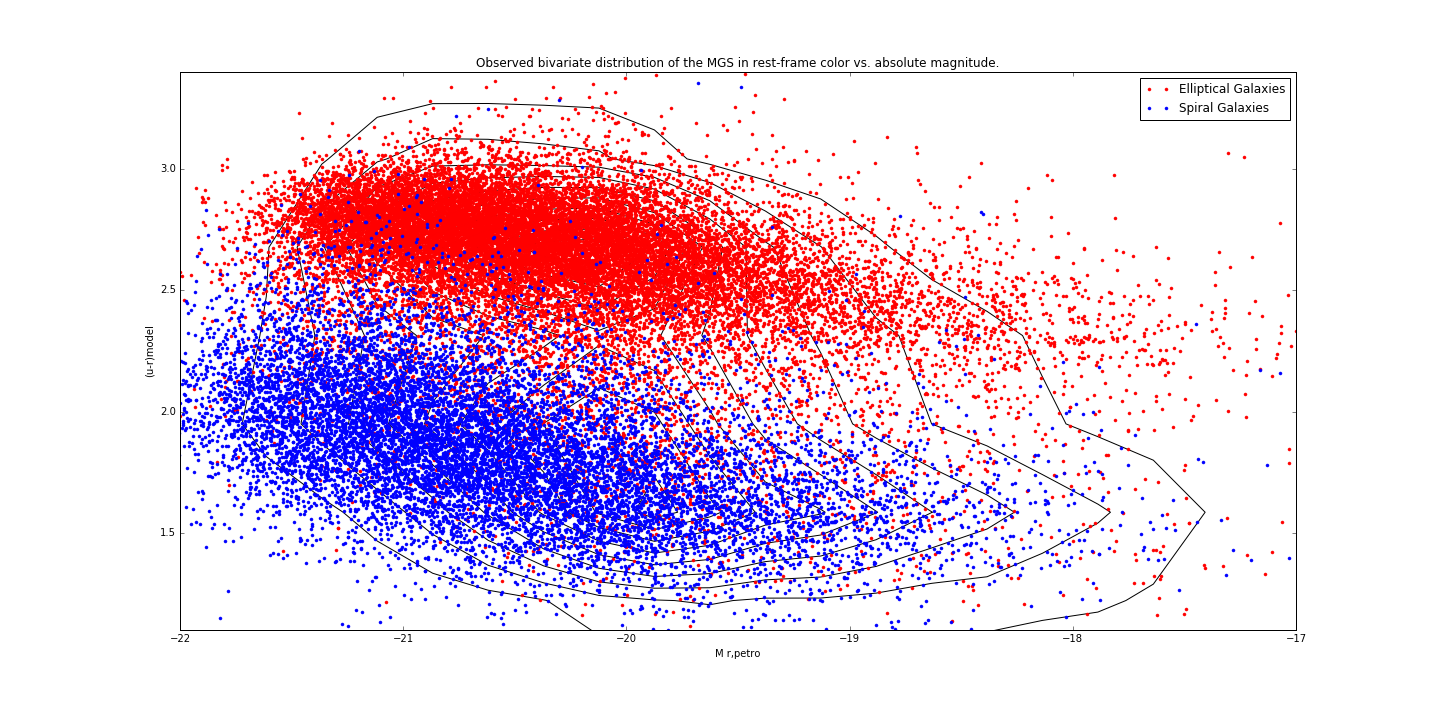 Observed bivariate distribution of the MGS in rest-frame color vs. absolute magnitude.
Elliptical Galaxies
Spiral Galaxies
3.0
2.5
2.0
1.5
(u-r)model
−22
−21
−20
−19
−18
−17
M r,petro